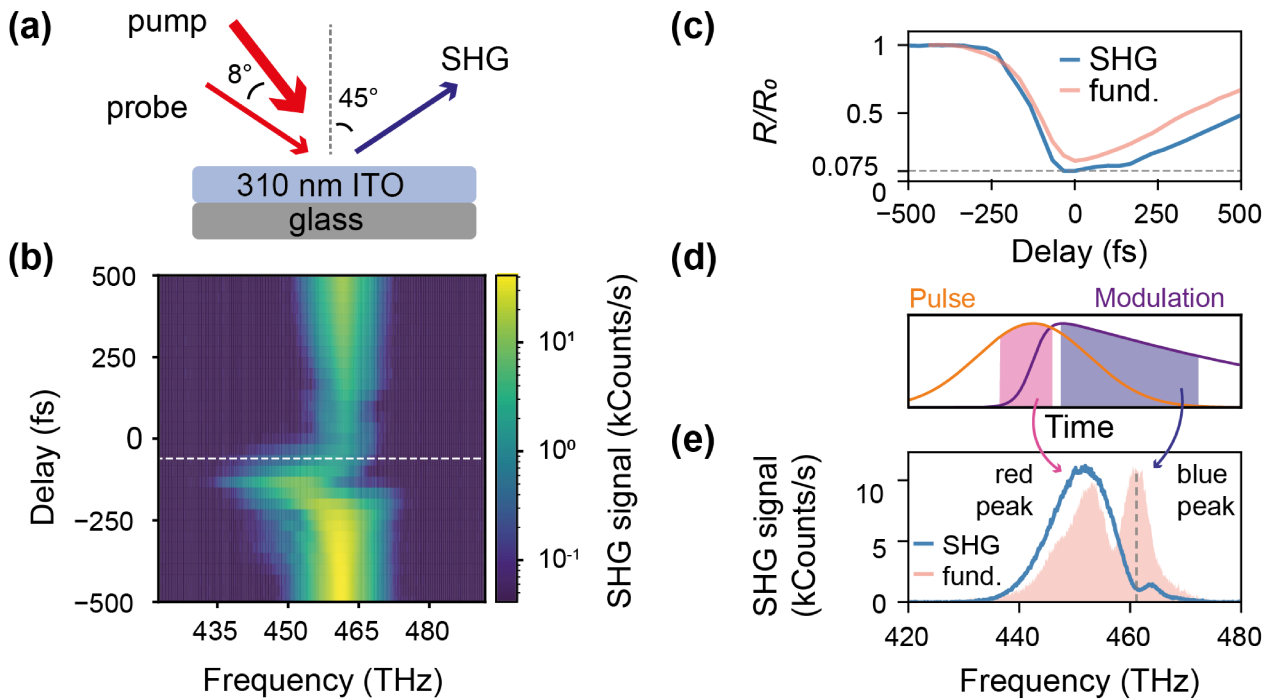 (a)
pump
8°
probe
45°
SHG
310 nm ITO
glass
(b)
500
250
0
−250
−500
Delay (fs)
435 450 465 480
Frequency (THz)
10⁺¹
10⁰
10⁻¹
SHG signal (kCounts/s)
(c)
1
0.5
0.075
0
R/R₀
SHG
fund.
−500 −250 0 250 500
Delay (fs)
(d)
Pulse Modulation
Time
(e)
10
5
0
SHG signal
(kCounts/s)
red
peak
blue
peak
SHG
fund.
420 440 460 480
Frequency (THz)